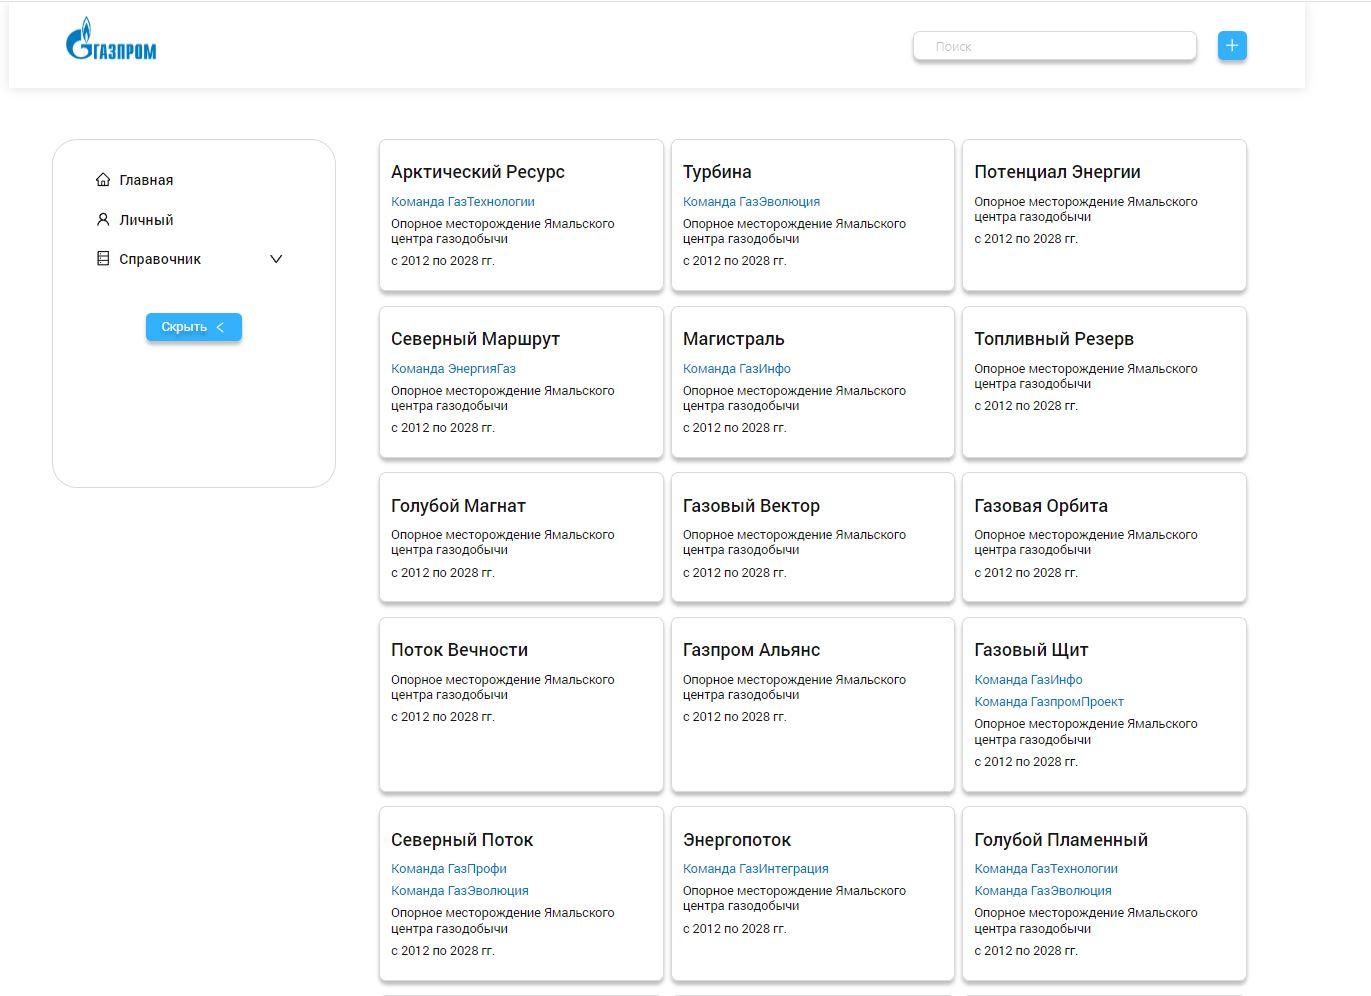 ГАЗПРОМ
Поиск
Главная
Личный
Справочник
Скрыть
Арктический Ресурс
Команда ГазТехнологии
Опорное месторождение Ямальского
центра газодобычи
с 2012 по 2028 гг.
Турбина
Команда ГазЭволюция
Опорное месторождение Ямальского
центра газодобычи
с 2012 по 2028 гг.
Потенциал Энергии
Опорное месторождение Ямальского
центра газодобычи
с 2012 по 2028 гг.
Северный Маршрут
Команда ЭнергияГаз
Опорное месторождение Ямальского
центра газодобычи
с 2012 по 2028 гг.
Магистраль
Команда ГазИнфо
Опорное месторождение Ямальского
центра газодобычи
с 2012 по 2028 гг.
Топливный Резерв
Опорное месторождение Ямальского
центра газодобычи
с 2012 по 2028 гг.
Голубой Магнат
Опорное месторождение Ямальского
центра газодобычи
с 2012 по 2028 гг.
Газовый Вектор
Опорное месторождение Ямальского
центра газодобычи
с 2012 по 2028 гг.
Газовая Орбита
Опорное месторождение Ямальского
центра газодобычи
с 2012 по 2028 гг.
Поток Вечности
Опорное месторождение Ямальского
центра газодобычи
с 2012 по 2028 гг.
Газпром Альянс
Опорное месторождение Ямальского
центра газодобычи
с 2012 по 2028 гг.
Газовый Щит
Команда ГазИнфо
Команда ГазпромПроект
Опорное месторождение Ямальского
центра газодобычи
с 2012 по 2028 гг.
Северный Поток
Команда ГазПрофи
Команда ГазЭволюция
Опорное месторождение Ямальского
центра газодобычи
с 2012 по 2028 гг.
Энергопоток
Команда ГазИнтеграция
Опорное месторождение Ямальского
центра газодобычи
с 2012 по 2028 гг.
Голубой Пламенный
Команда ГазТехнологии
Команда ГазЭволюция
Опорное месторождение Ямальского
центра газодобычи
с 2012 по 2028 гг.